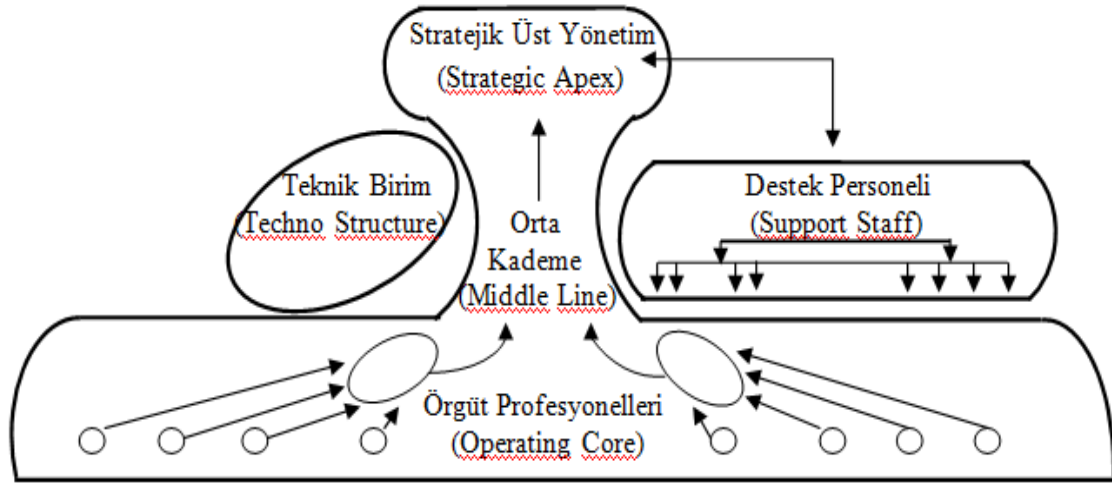 Stratejik Üst Yönetim
(Strategic Apex)
Teknik Birim
(Techno Structure)
Orta
Kademe
(Middle Line)
Destek Personeli
(Support Staff)
Örgüt Profesyonelleri
(Operating Core)